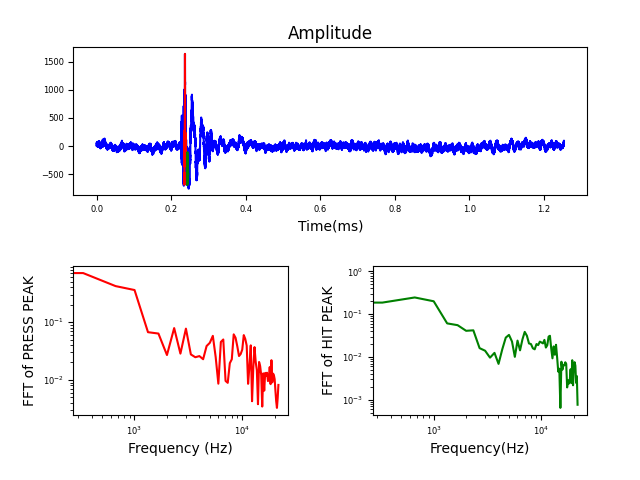 Amplitude
1500
1000
500
0
−500
0.0 0.2 0.4 0.6 0.8 1.0 1.2
Time(ms)
FFT of PRESS PEAK
10⁻¹
10⁻²
10³ 10⁴
Frequency (Hz)
FFT of HIT PEAK
10⁰
10⁻¹
10⁻²
10⁻³
10³ 10⁴
Frequency(Hz)